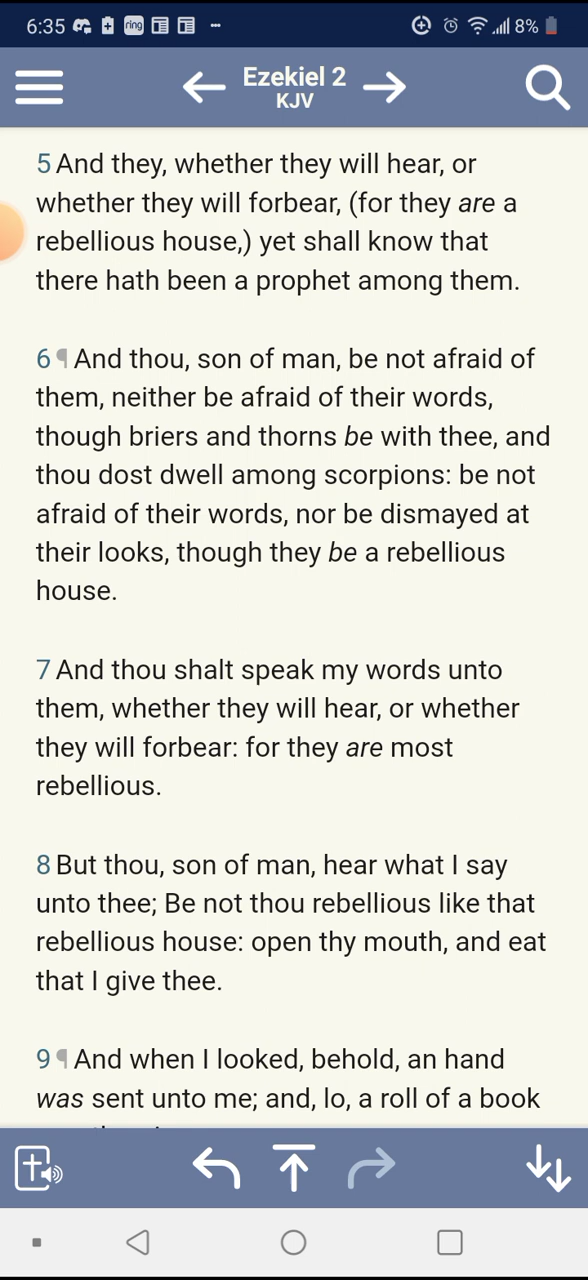 6:35 ring 8%
Ezekiel 2
KJV
5 And they, whether they will hear, or
whether they will forbear, (for they are a
rebellious house,) yet shall know that
there hath been a prophet among them.
6 ¶ And thou, son of man, be not afraid of
them, neither be afraid of their words,
though briers and thorns be with thee, and
thou dost dwell among scorpions: be not
afraid of their words, nor be dismayed at
their looks, though they be a rebellious
house.
7 And thou shalt speak my words unto
them, whether they will hear, or whether
they will forbear: for they are most
rebellious.
8 But thou, son of man, hear what I say
unto thee; Be not thou rebellious like that
rebellious house: open thy mouth, and eat
that I give thee.
9 ¶ And when I looked, behold, an hand
was sent unto me; and, lo, a roll of a book